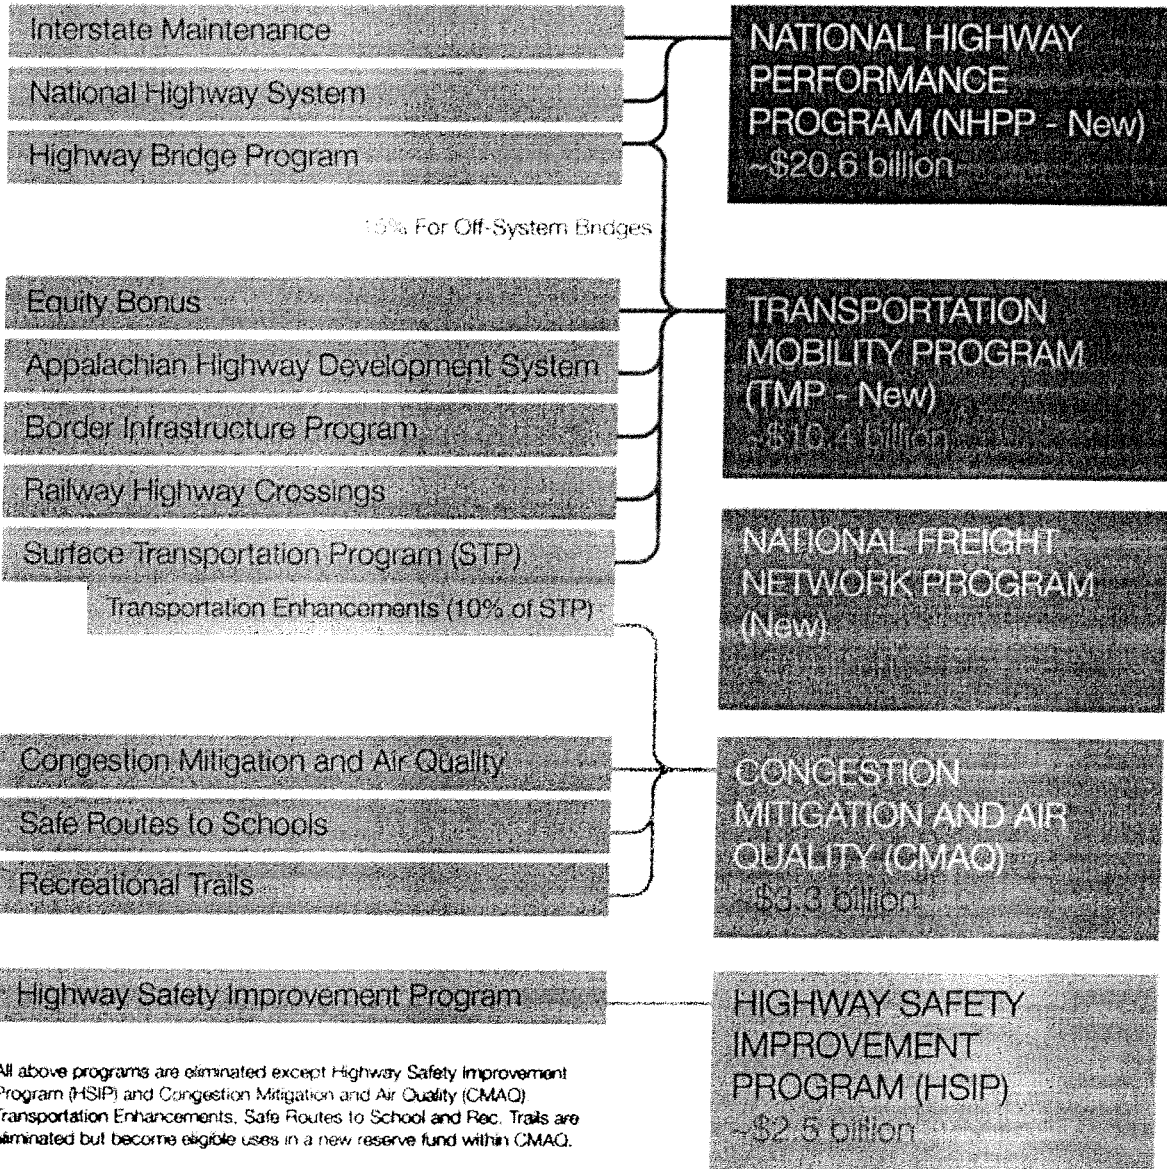 Interstate Maintenance
National Highway System
Highway Bridge Program
15% For Off-System Bridges
NATIONAL HIGHWAY
PERFORMANCE
PROGRAM (NHPP - New)
~$20.6 billion
Equity Bonus
Appalachian Highway Development System
Border Infrastructure Program
Railway Highway Crossings
Surface Transportation Program (STP)
Transportation Enhancements (10% of STP)
TRANSPORTATION
MOBILITY PROGRAM
(TMP - New)
~$10.4 billion
NATIONAL FREIGHT
NETWORK PROGRAM
(New)
Congestion Mitigation and Air Quality
Safe Routes to Schools
Recreational Trails
CONGESTION
MITIGATION AND AIR
QUALITY (CMAQ)
~$3.3 billion
Highway Safety Improvement Program
HIGHWAY SAFETY
IMPROVEMENT
PROGRAM (HSIP)
~$2.5 billion
All above programs are eliminated except Highway Safety Improvement
Program (HSIP) and Congestion Mitigation and Air Quality (CMAQ)
Transportation Enhancements, Safe Routes to School and Rec. Trails are
eliminated but become eligible uses in a new reserve fund within CMAQ.